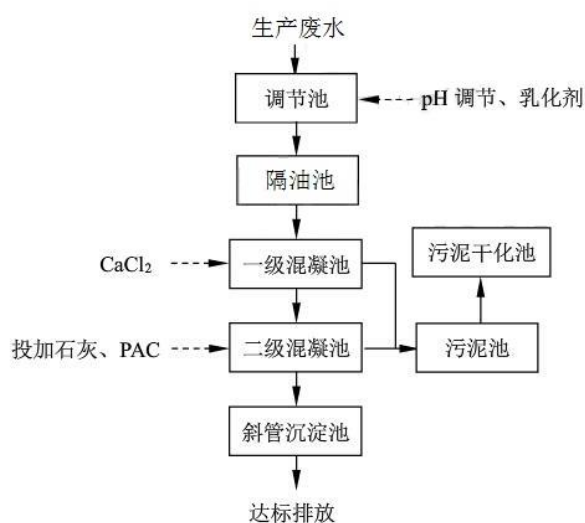 生产废水
调节池
pH 调节、乳化剂
隔油池
CaCl₂
一级混凝池
污泥干化池
投加石灰、PAC
二级混凝池
污泥池
斜管沉淀池
达标排放